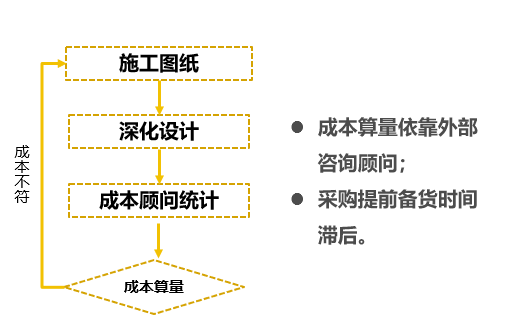 施工图纸
深化设计
成本顾问统计
成本算量
成本不符
● 成本算量依靠外部
咨询顾问；
● 采购提前备货时间
滞后。